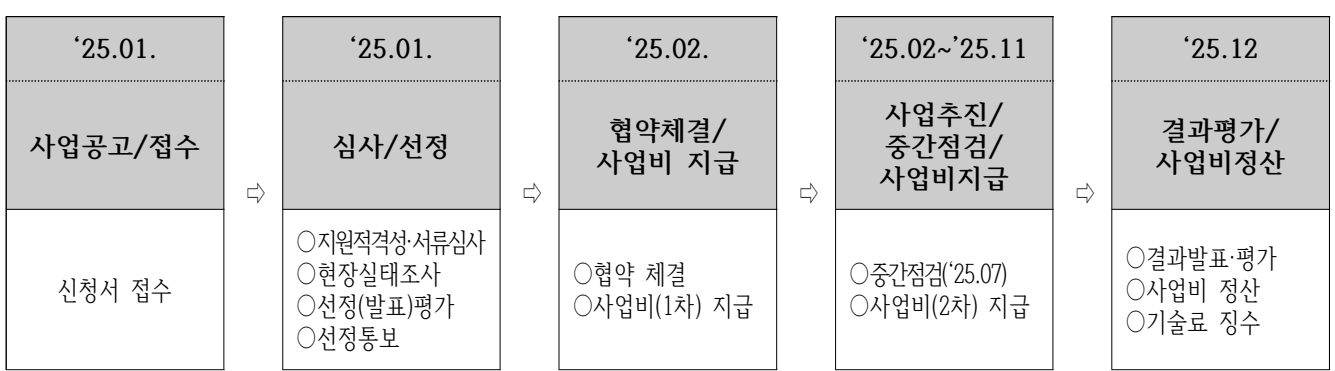 ‘25.01.
사업공고/접수
신청서 접수
⇨
‘25.01.
심사/선정
○지원적격성·서류심사
○현장실태조사
○선정(발표)평가
○선정통보
⇨
‘25.02.
협약체결/
사업비 지급
○협약 체결
○사업비(1차) 지급
⇨
‘25.02~’25.11
사업추진/
중간점검/
사업비지급
○중간점검(‘25.07)
○사업비(2차) 지급
⇨
‘25.12
결과평가/
사업비정산
○결과발표·평가
○사업비 정산
○기술료 징수